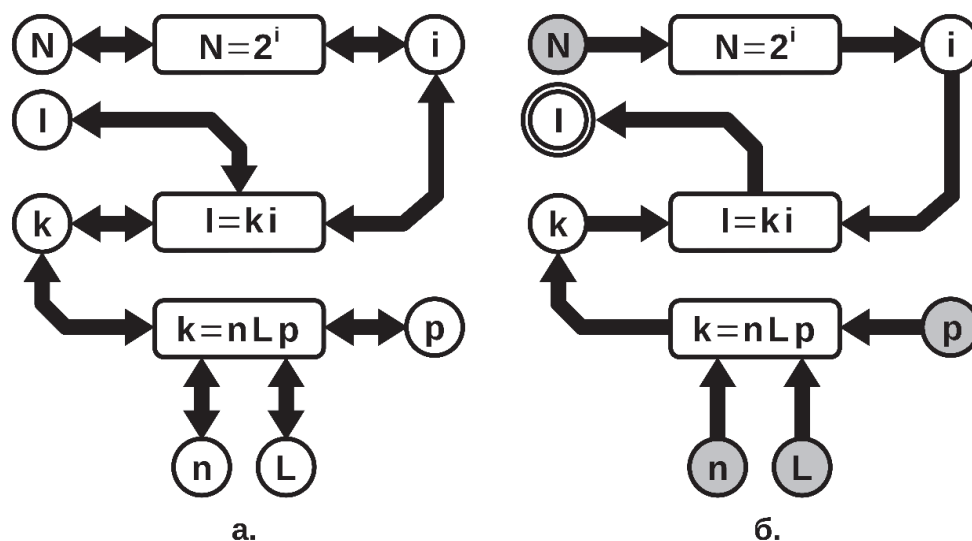 N N=2^i i N N=2^i i
I I
k I=ki k I=ki
k=nLp p k=nLp p
n L n L
а. б.